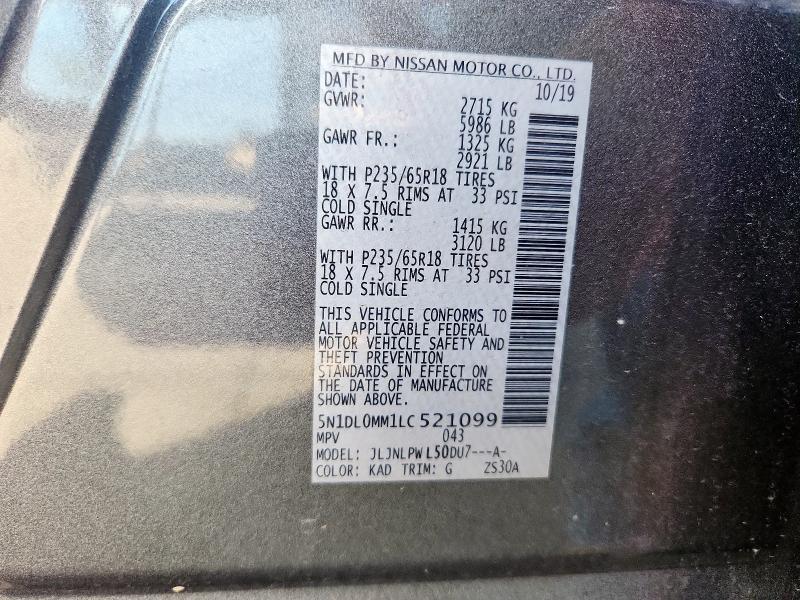 MFD BY NISSAN MOTOR CO., LTD.
DATE: 10/19
GVWR: 2715 KG
5986 LB
GAWR FR.: 1325 KG
2921 LB
WITH P235/65R18 TIRES
18 X 7.5 RIMS AT 33 PSI
COLD SINGLE
GAWR RR.: 1415 KG
3120 LB
WITH P235/65R18 TIRES
18 X 7.5 RIMS AT 33 PSI
COLD SINGLE
THIS VEHICLE CONFORMS TO
ALL APPLICABLE FEDERAL
MOTOR VEHICLE SAFETY AND
THEFT PREVENTION
STANDARDS IN EFFECT ON
THE DATE OF MANUFACTURE
SHOWN ABOVE.
5N1DL0MM1LC521099
MPV 043
MODEL: JLJNLPWL50DU7---A-
COLOR: KAD TRIM: G ZS30A